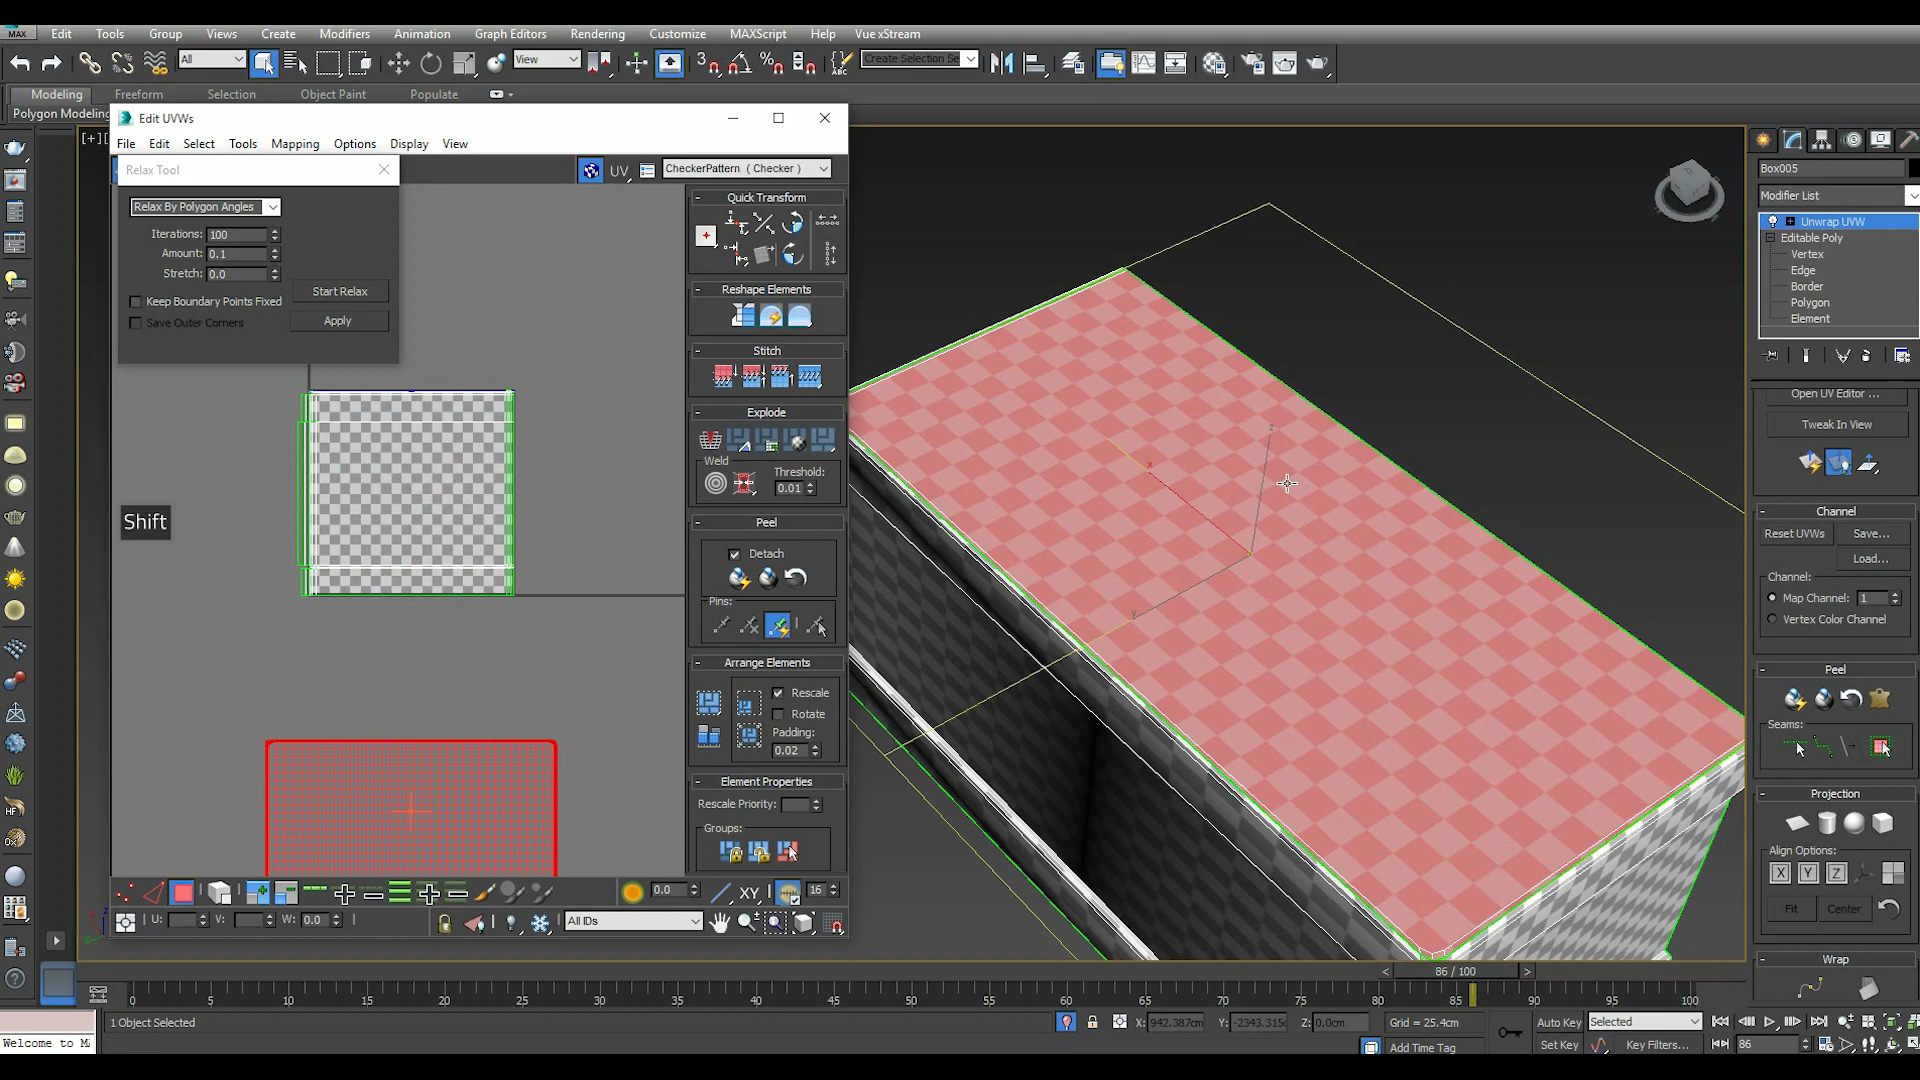 MAX Edit Tools Group Views Create Modifiers Animation Graph Editors Rendering Customize MAXScript Help Vue xStream
All View 3 % ABC Create Selection Se
Modeling Freeform Selection Object Paint Populate
Polygon Modeling
[+][
Edit UVWs
File Edit Select Tools Mapping Options Display View
Relax Tool
UV
CheckerPattern ( Checker )
Relax By Polygon Angles
Iterations: 100
Amount: 0.1
Stretch: 0.0
Start Relax
Keep Boundary Points Fixed
Save Outer Corners
Apply
Shift
Quick Transform
Reshape Elements
Stitch
Explode
Weld
Threshold:
0.01
Peel
Detach
Pins:
Arrange Elements
Rescale
Rotate
Padding:
0.02
Element Properties
Rescale Priority:
Groups:
0.0 XY 16
U: V: W: 0.0 All IDs
x
y
z
Box005
Modifier List
Unwrap UVW
Editable Poly
Vertex
Edge
Border
Polygon
Element
Open UV Editor ...
Tweak In View
Channel
Reset UVWs Save...
Load...
Channel:
Map Channel: 1
Vertex Color Channel
Peel
Seams:
Projection
Align Options:
X Y Z
Fit Center
Wrap
HF
< 86 / 100 >
0 5 10 15 20 25 30 35 40 45 50 55 60 65 70 75 80 85 90 95 100
1 Object Selected
X: 942.387cm Y: -2343.315c Z: 0.0cm Grid = 25.4cm Auto Key Selected
Welcome to MA
Add Time Tag Set Key Key Filters... 86